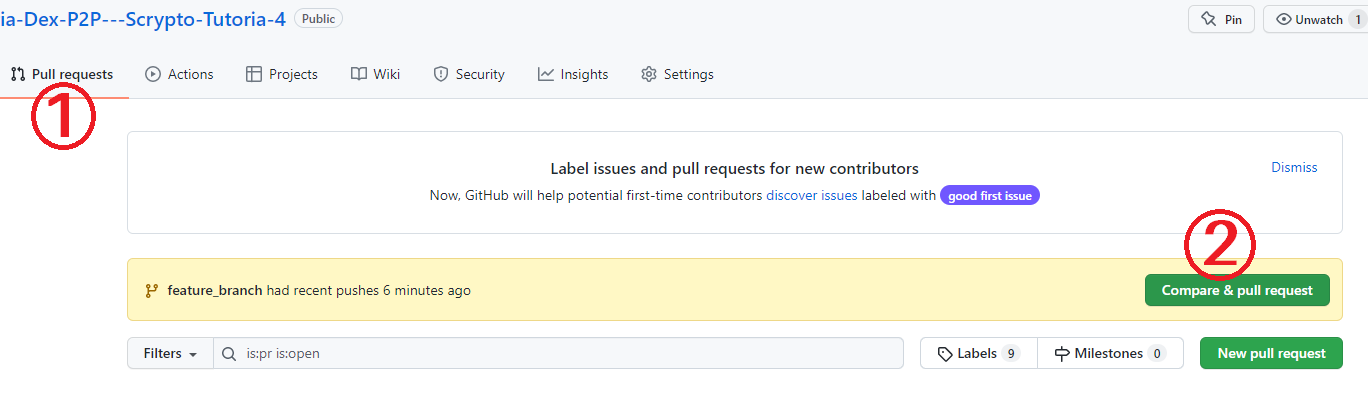 ia-Dex-P2P---Scrypto-Tutoria-4 Public Pin Unwatch 1
Pull requests Actions Projects Wiki Security Insights Settings
1
Label issues and pull requests for new contributors
Dismiss
Now, GitHub will help potential first-time contributors discover issues labeled with good first issue
2
feature_branch had recent pushes 6 minutes ago Compare & pull request
Filters is:pr is:open Labels 9 Milestones 0 New pull request